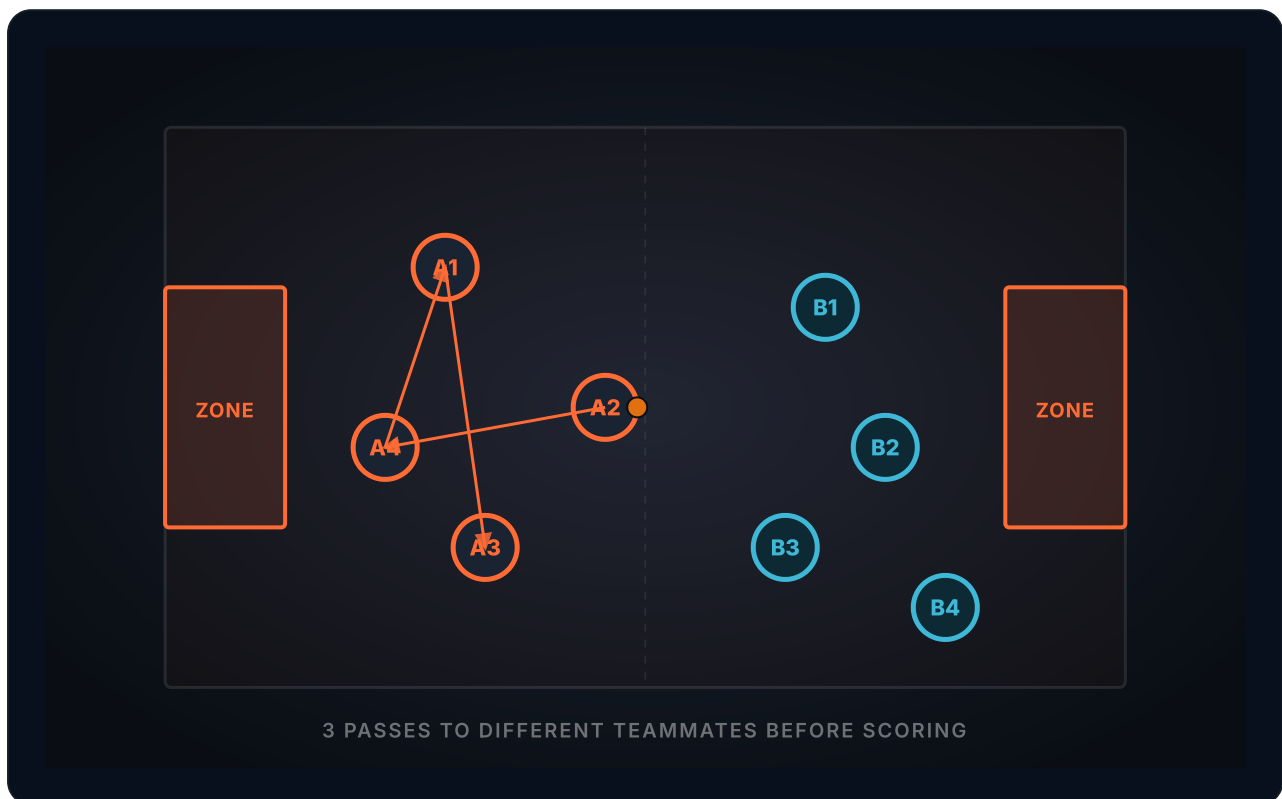 A1
B1
ZONE
A2
ZONE
A4
B2
A3
B3
B4
3 PASSES TO DIFFERENT TEAMMATES BEFORE SCORING